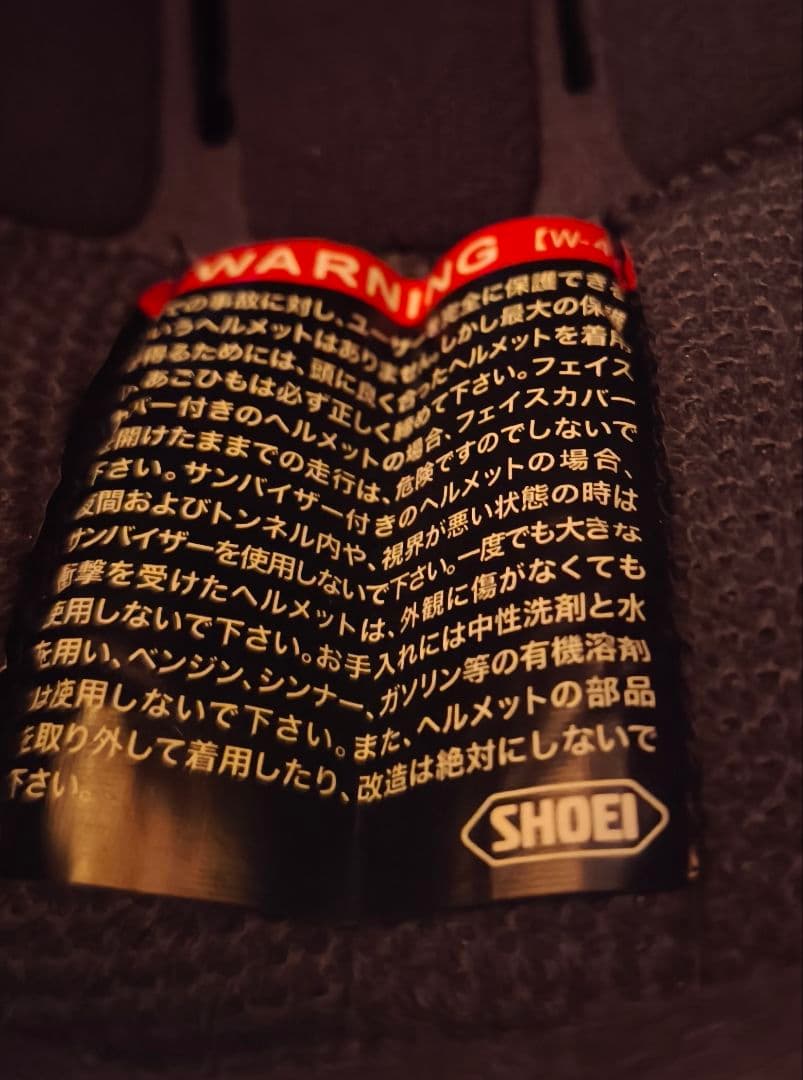 WARNING 【W-4
での事故に対し、ユーザーを完全に保護できる
いうヘルメットはありません。しかし最大の保護
得るためには、頭に良く合ったヘルメットを着用
、あごひもは必ず正しく締めて下さい。フェイス
バー付きのヘルメットの場合、フェイスカバー
開けたままでの走行は、危険ですのでしないで
下さい。サンバイザー付きのヘルメットの場合、
夜間およびトンネル内や、視界が悪い状態の時は
サンバイザーを使用しないで下さい。一度でも大きな
衝撃を受けたヘルメットは、外観に傷がなくても
使用しないで下さい。お手入れには中性洗剤と水
を用い、ベンジン、シンナー、ガソリン等の有機溶剤
は使用しないで下さい。また、ヘルメットの部品
を取り外して着用したり、改造は絶対にしないで
下さい。
SHOEI